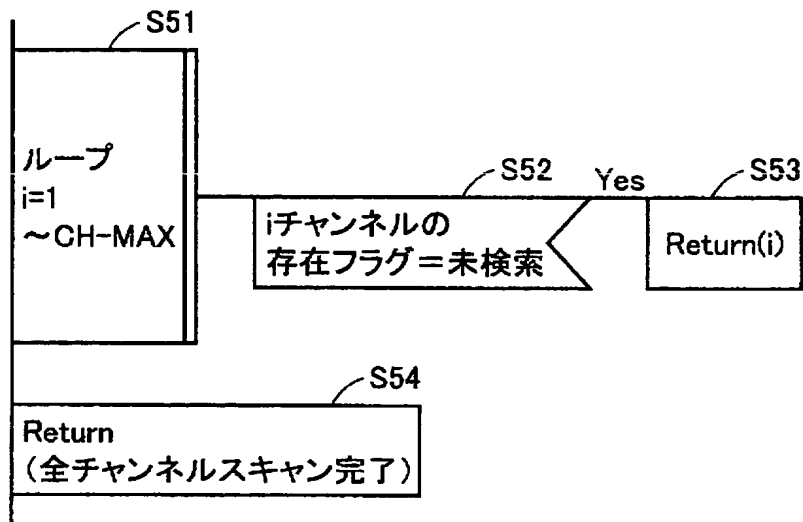 S51
ループ
i=1
～CH-MAX
S52
iチャンネルの
存在フラグ＝未検索
Yes
S53
Return(i)
S54
Return
（全チャンネルスキャン完了）